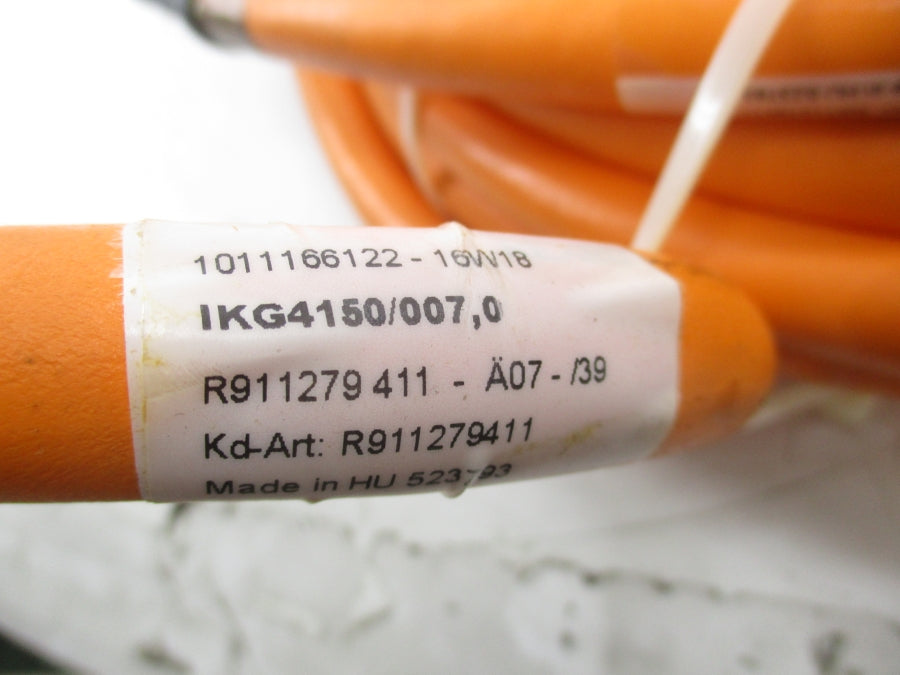 1011166122 - 16W18
IKG4150/007,0
R911279 411 - Ä07 - /39
Kd-Art: R911279411
Made in HU 523793